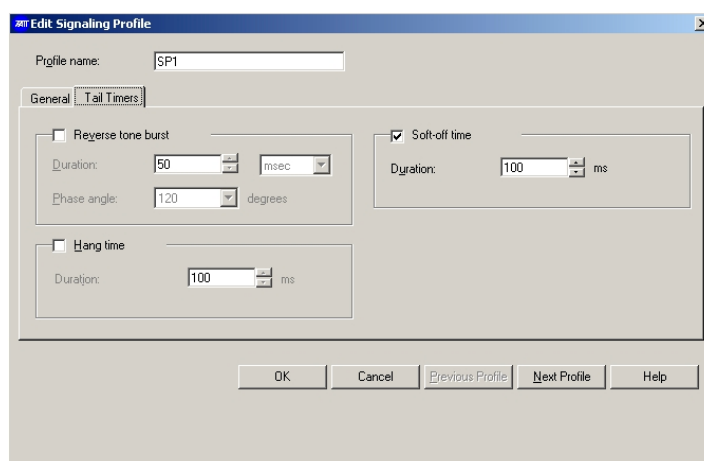 Edit Signaling Profile
Profile name: SP1
General Tail Timers
Reverse tone burst
Duration: 50 msec
Phase angle: 120 degrees
Soft-off time
Duration: 100 ms
Hang time
Duration: 100 ms
OK Cancel Previous Profile Next Profile Help